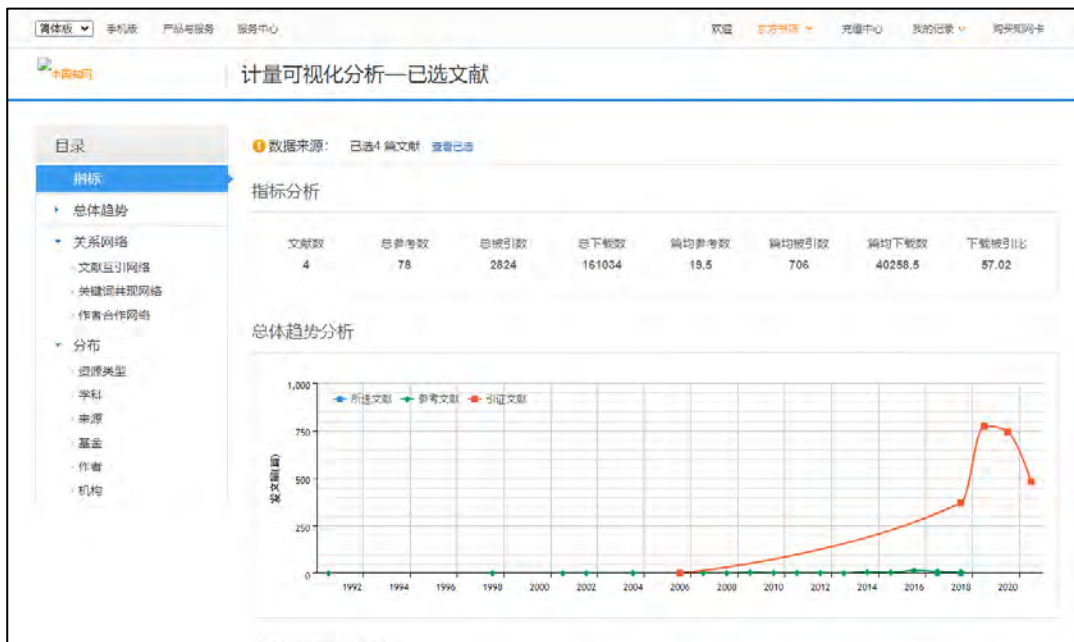 简体版 手机版 产品与服务 服务中心 欢迎 东方书店 充值中心 我的记录 购买知网卡
中国知网 计量可视化分析—已选文献
目录
指标
总体趋势
关系网络
文献互引网络
关键词共现网络
作者合作网络
分布
资源类型
学科
来源
基金
作者
机构
数据来源: 已选4 篇文献 查看已选
指标分析
文献数 总参考数 总被引数 总下载数 篇均参考数 篇均被引数 篇均下载数 下载被引比
4 78 2824 161034 19.5 706 40258.5 57.02
总体趋势分析
所选文献 参考文献 引证文献
发文量(篇)
1,000
750
500
250
0
1992 1994 1996 1998 2000 2002 2004 2006 2008 2010 2012 2014 2016 2018 2020